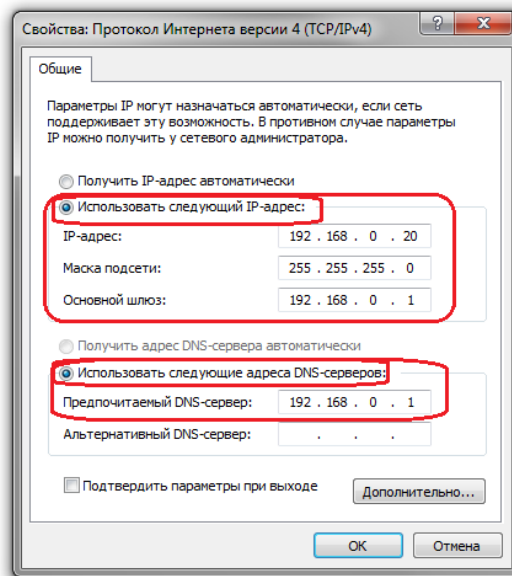 Свойства: Протокол Интернета версии 4 (TCP/IPv4)
Общие
Параметры IP могут назначаться автоматически, если сеть
поддерживает эту возможность. В противном случае параметры
IP можно получить у сетевого администратора.
Получить IP-адрес автоматически
Использовать следующий IP-адрес:
IP-адрес: 192 . 168 . 0 . 20
Маска подсети: 255 . 255 . 255 . 0
Основной шлюз: 192 . 168 . 0 . 1
Получить адрес DNS-сервера автоматически
Использовать следующие адреса DNS-серверов:
Предпочитаемый DNS-сервер: 192 . 168 . 0 . 1
Альтернативный DNS-сервер: . . .
Подтвердить параметры при выходе
Дополнительно...
OK Отмена